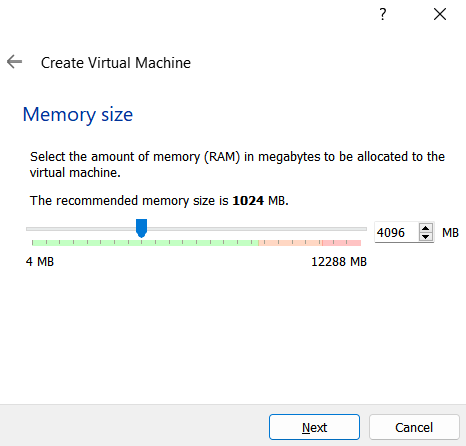 ?
Create Virtual Machine
Memory size
Select the amount of memory (RAM) in megabytes to be allocated to the
virtual machine.
The recommended memory size is 1024 MB.
4096 MB
4 MB 12288 MB
Next Cancel